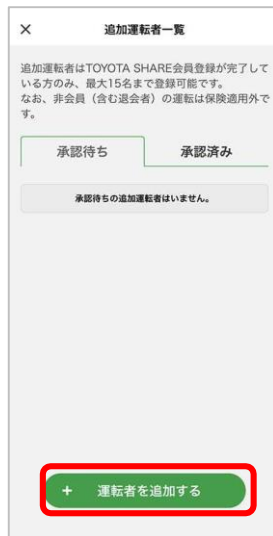 × 追加運転者一覧
追加運転者はTOYOTA SHARE会員登録が完了して
いる方のみ、最大15名まで登録可能です。
なお、非会員（含む退会者）の運転は保険適用外で
す。
承認待ち 承認済み
承認待ちの追加運転者はいません。
+ 運転者を追加する